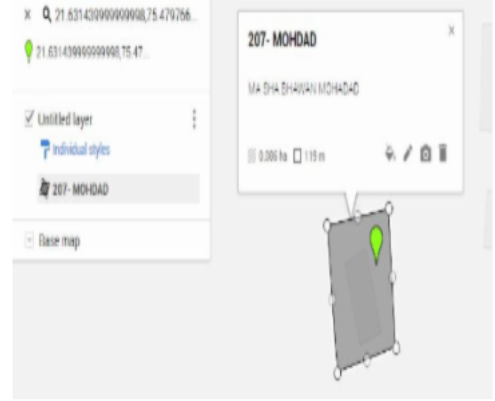 × 21.631439999999998,75.479766...
21.631439999999998,75.47...
Untitled layer
Individual styles
207- MOHDAD
Base map
207- MOHDAD ×
MA SHA BHAWAN MOHADAD
0.086 ha 119 m